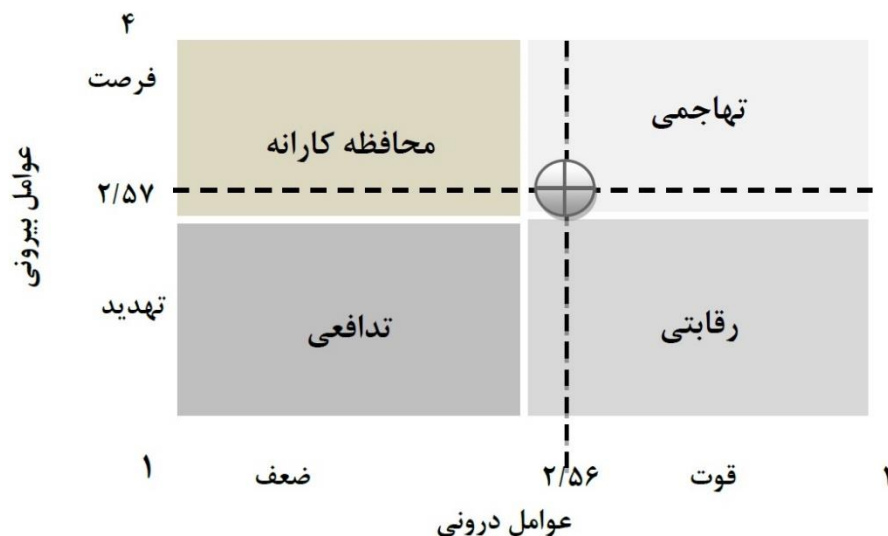 ۴
فرصت
تهاجمی
محافظه کارانه
۲/۵۷
عوامل بیرونی
تهدید
رقابتی
تدافعی
۱
ضعف
۲/۵۶
قوت
عوامل درونی